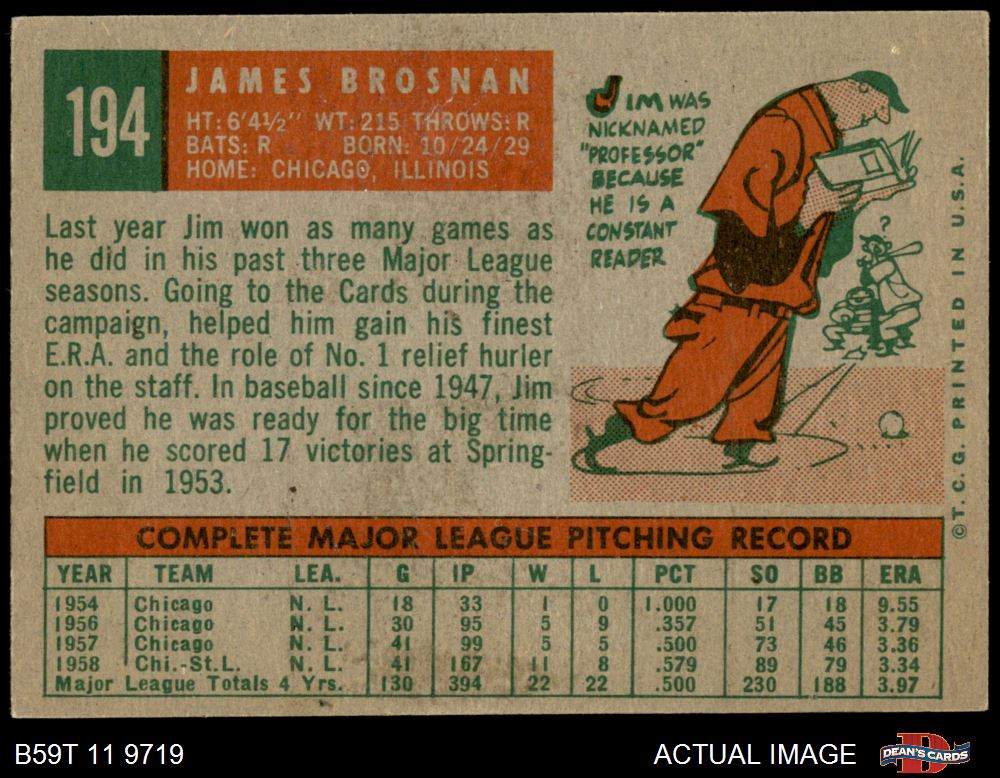 194
JAMES BROSNAN
HT: 6'4½" WT: 215 THROWS: R
BATS: R BORN: 10/24/29
HOME: CHICAGO, ILLINOIS
JIM WAS
NICKNAMED
"PROFESSOR"
BECAUSE
HE IS A
CONSTANT
READER
?
Last year Jim won as many games as
he did in his past three Major League
seasons. Going to the Cards during the
campaign, helped him gain his finest
E.R.A. and the role of No. 1 relief hurler
on the staff. In baseball since 1947, Jim
proved he was ready for the big time
when he scored 17 victories at Spring-
field in 1953.
©T.C.G. PRINTED IN U.S.A.
COMPLETE MAJOR LEAGUE PITCHING RECORD
YEAR TEAM LEA. G IP W L PCT SO BB ERA
1954 Chicago N. L. 18 33 1 0 1.000 17 18 9.55
1956 Chicago N. L. 30 95 5 9 .357 51 45 3.79
1957 Chicago N. L. 41 99 5 5 .500 73 46 3.36
1958 Chi.-St.L. N. L. 41 167 11 8 .579 89 79 3.34
Major League Totals 4 Yrs. 130 394 22 22 .500 230 188 3.97
B59T 11 9719
ACTUAL IMAGE
DEAN'S CARDS